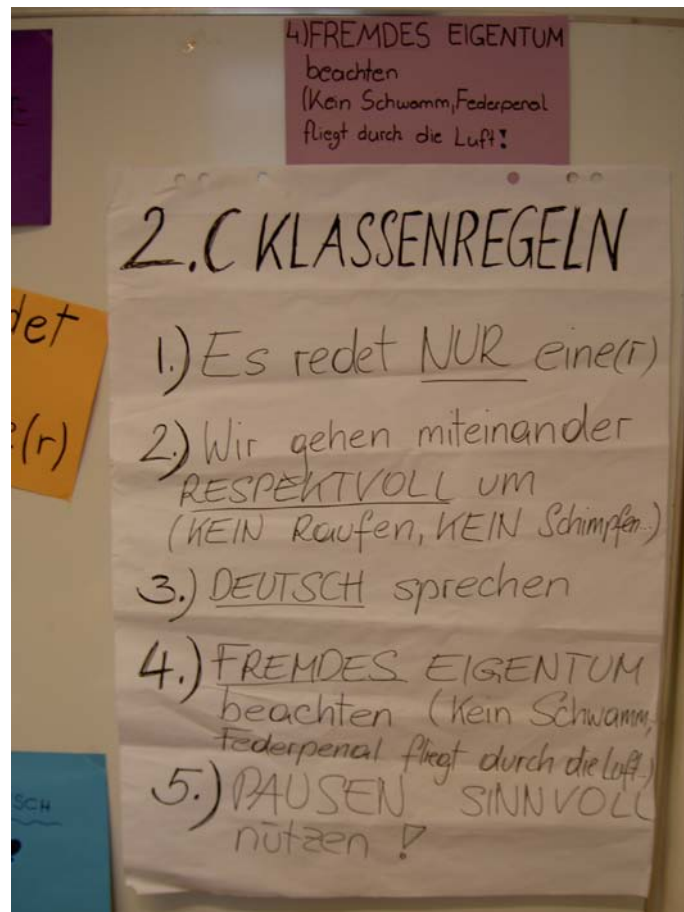 4) FREMDES EIGENTUM
beachten
(Kein Schwamm, Federpenal
fliegt durch die Luft!
2.C KLASSENREGELN
1.) Es redet NUR eine(r)
2.) Wir gehen miteinander
RESPEKTVOLL um
(KEIN Raufen, KEIN Schimpfen...)
3.) DEUTSCH sprechen
4.) FREMDES EIGENTUM
beachten (Kein Schwamm,
Federpenal fliegt durch die Luft.)
5.) PAUSEN SINNVOLL
nützen!
det
e(r)
SCH